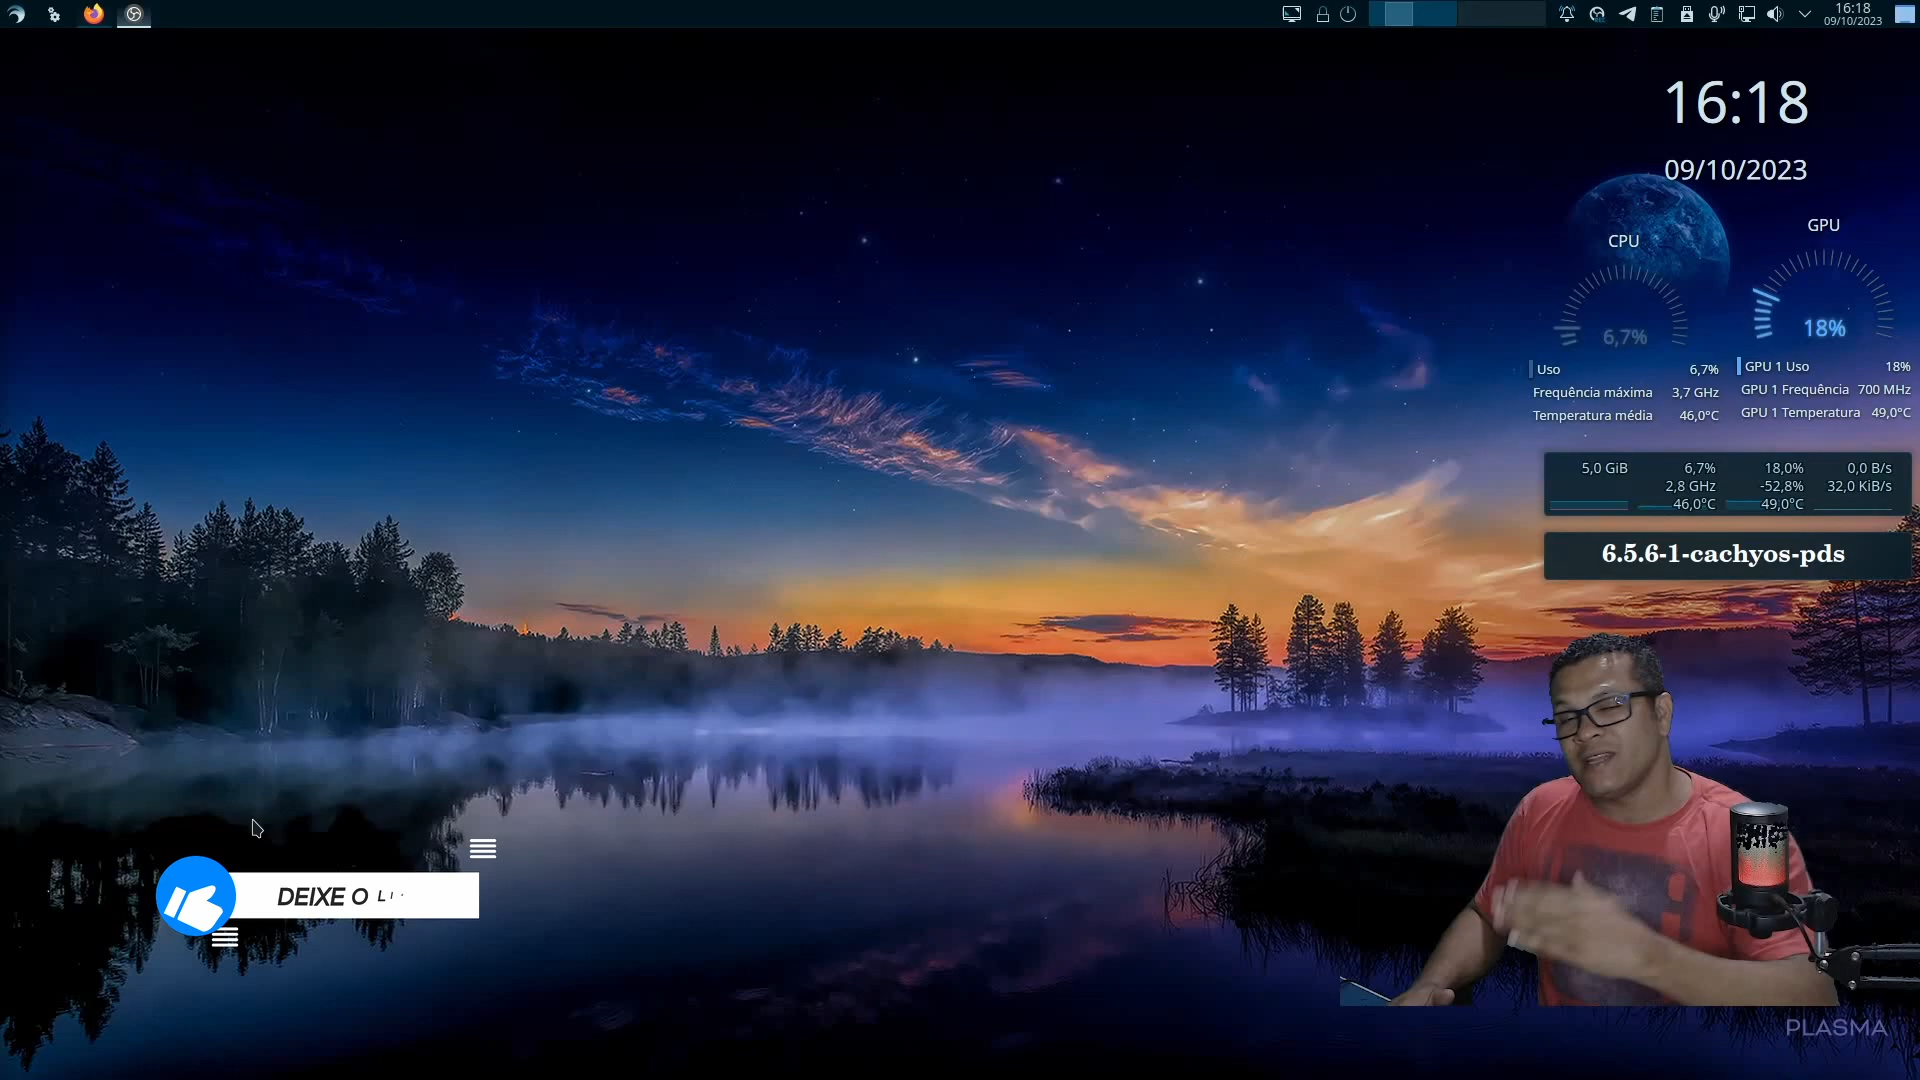 16:18
09/10/2023
16:18
09/10/2023
CPU
6,7%
Uso 6,7%
Frequência máxima 3,7 GHz
Temperatura média 46,0°C
GPU
18%
GPU 1 Uso 18%
GPU 1 Frequência 700 MHz
GPU 1 Temperatura 49,0°C
5,0 GiB 6,7% 18,0% 0,0 B/s
2,8 GHz -52,8% 32,0 KiB/s
46,0°C 49,0°C
6.5.6-1-cachyos-pds
DEIXE O LI
PLASMA